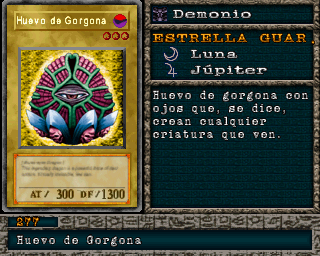 Huevo de Gorgona
AT/ 300 DF/1300
Demonio
ESTRELLA GUAR.
Luna
Júpiter
Huevo de gorgona con
ojos que, se dice,
crean cualquier
criatura que ven.
277
Huevo de Gorgona